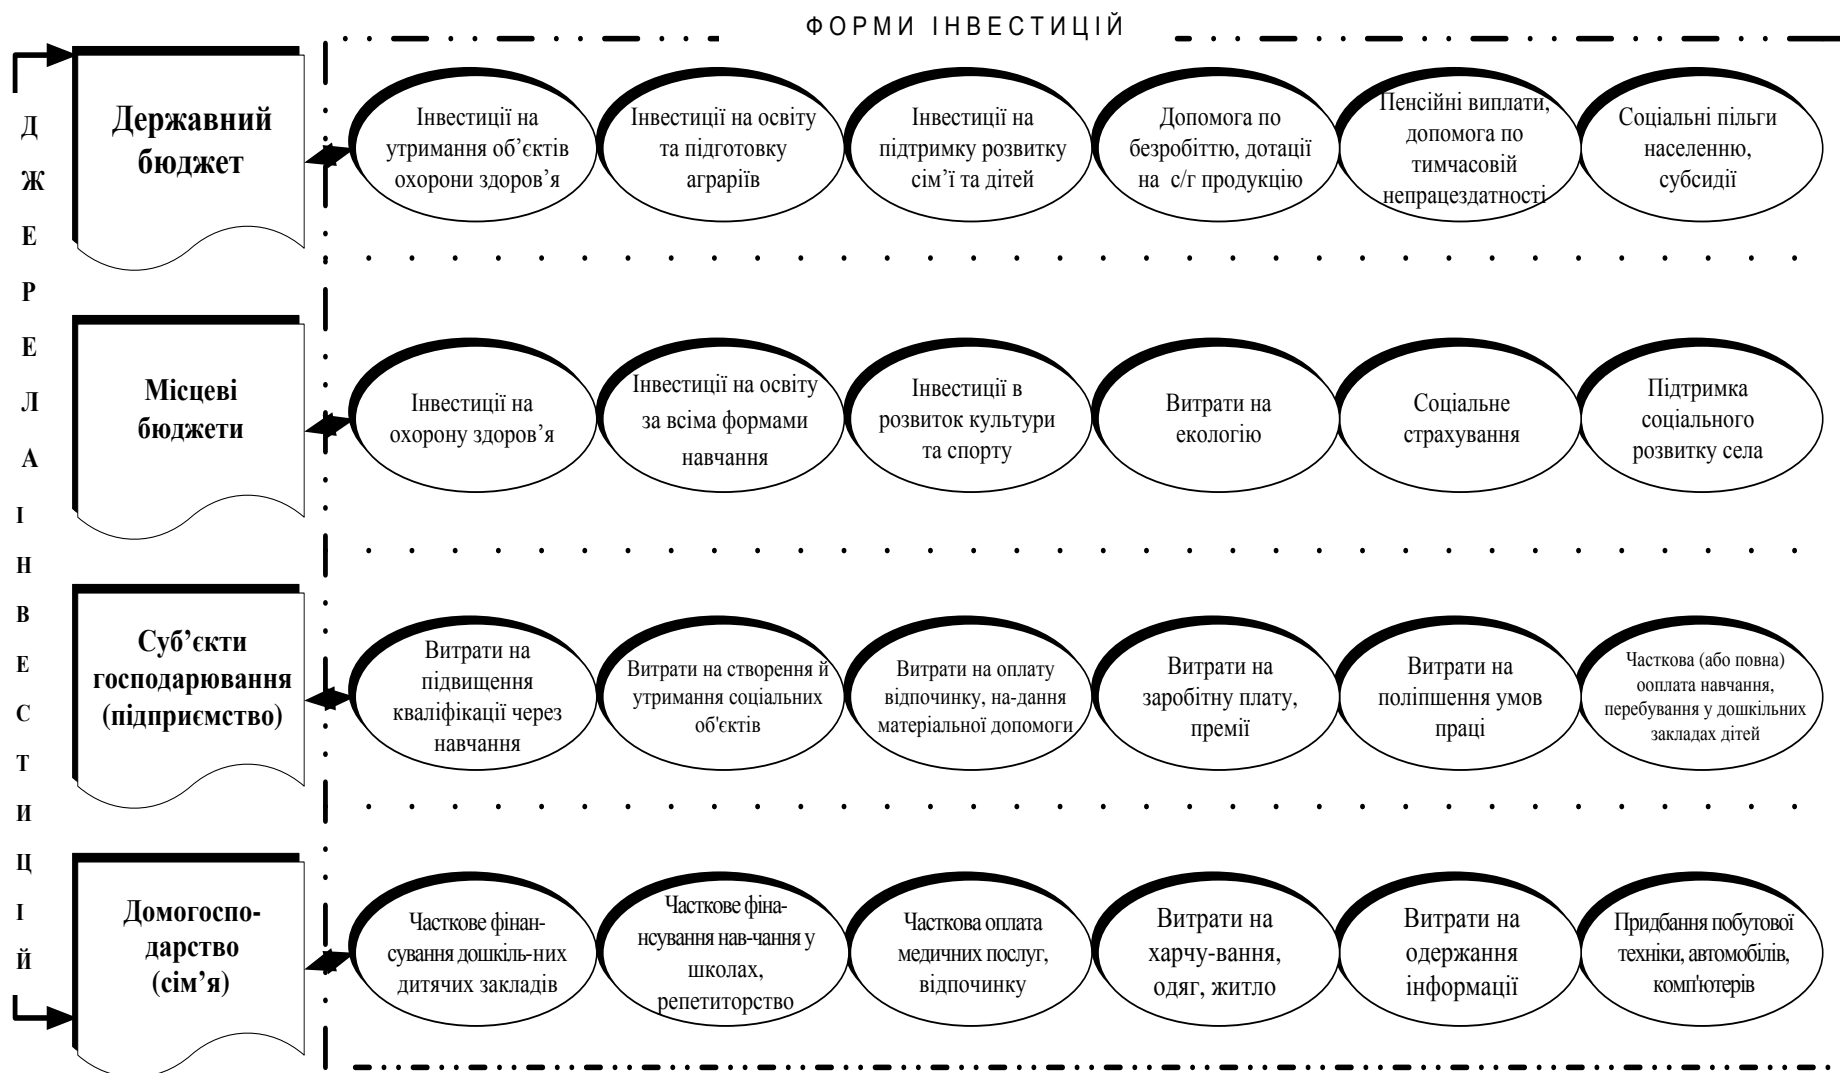 ФОРМИ ІНВЕСТИЦІЙ
ДЖЕРЕЛА ІНВЕСТИЦІЙ
Державний
бюджет
Інвестиції на
утримання об’єктів
охорони здоров’я
Інвестиції на освіту
та підготовку
аграріїв
Інвестиції на
підтримку розвитку
сім’ї та дітей
Допомога по
безробіттю, дотації
на с/г продукцію
Пенсійні виплати,
допомога по
тимчасовій
непрацездатності
Соціальні пільги
населенню,
субсидії
Місцеві
бюджети
Інвестиції на
охорону здоров’я
Інвестиції на освіту
за всіма формами
навчання
Інвестиції в
розвиток культури
та спорту
Витрати на
екологію
Соціальне
страхування
Підтримка
соціального
розвитку села
Суб’єкти
господарювання
(підприємство)
Витрати на
підвищення
кваліфікації через
навчання
Витрати на створення й
утримання соціальних
об'єктів
Витрати на оплату
відпочинку, на-дання
матеріальної допомоги
Витрати на
заробітну плату,
премії
Витрати на
поліпшення умов
праці
Часткова (або повна)
ооплата навчання,
перебування у дошкільних
закладах дітей
Домогоспо-
дарство
(сім’я)
Часткове фінан-
сування дошкіль-них
дитячих закладів
Часткове фіна-
нсування нав-чання у
школах,
репетиторство
Часткова оплата
медичних послуг,
відпочинку
Витрати на
харчу-вання,
одяг, житло
Витрати на
одержання
інформації
Придбання побутової
техніки, автомобілів,
комп'ютерів